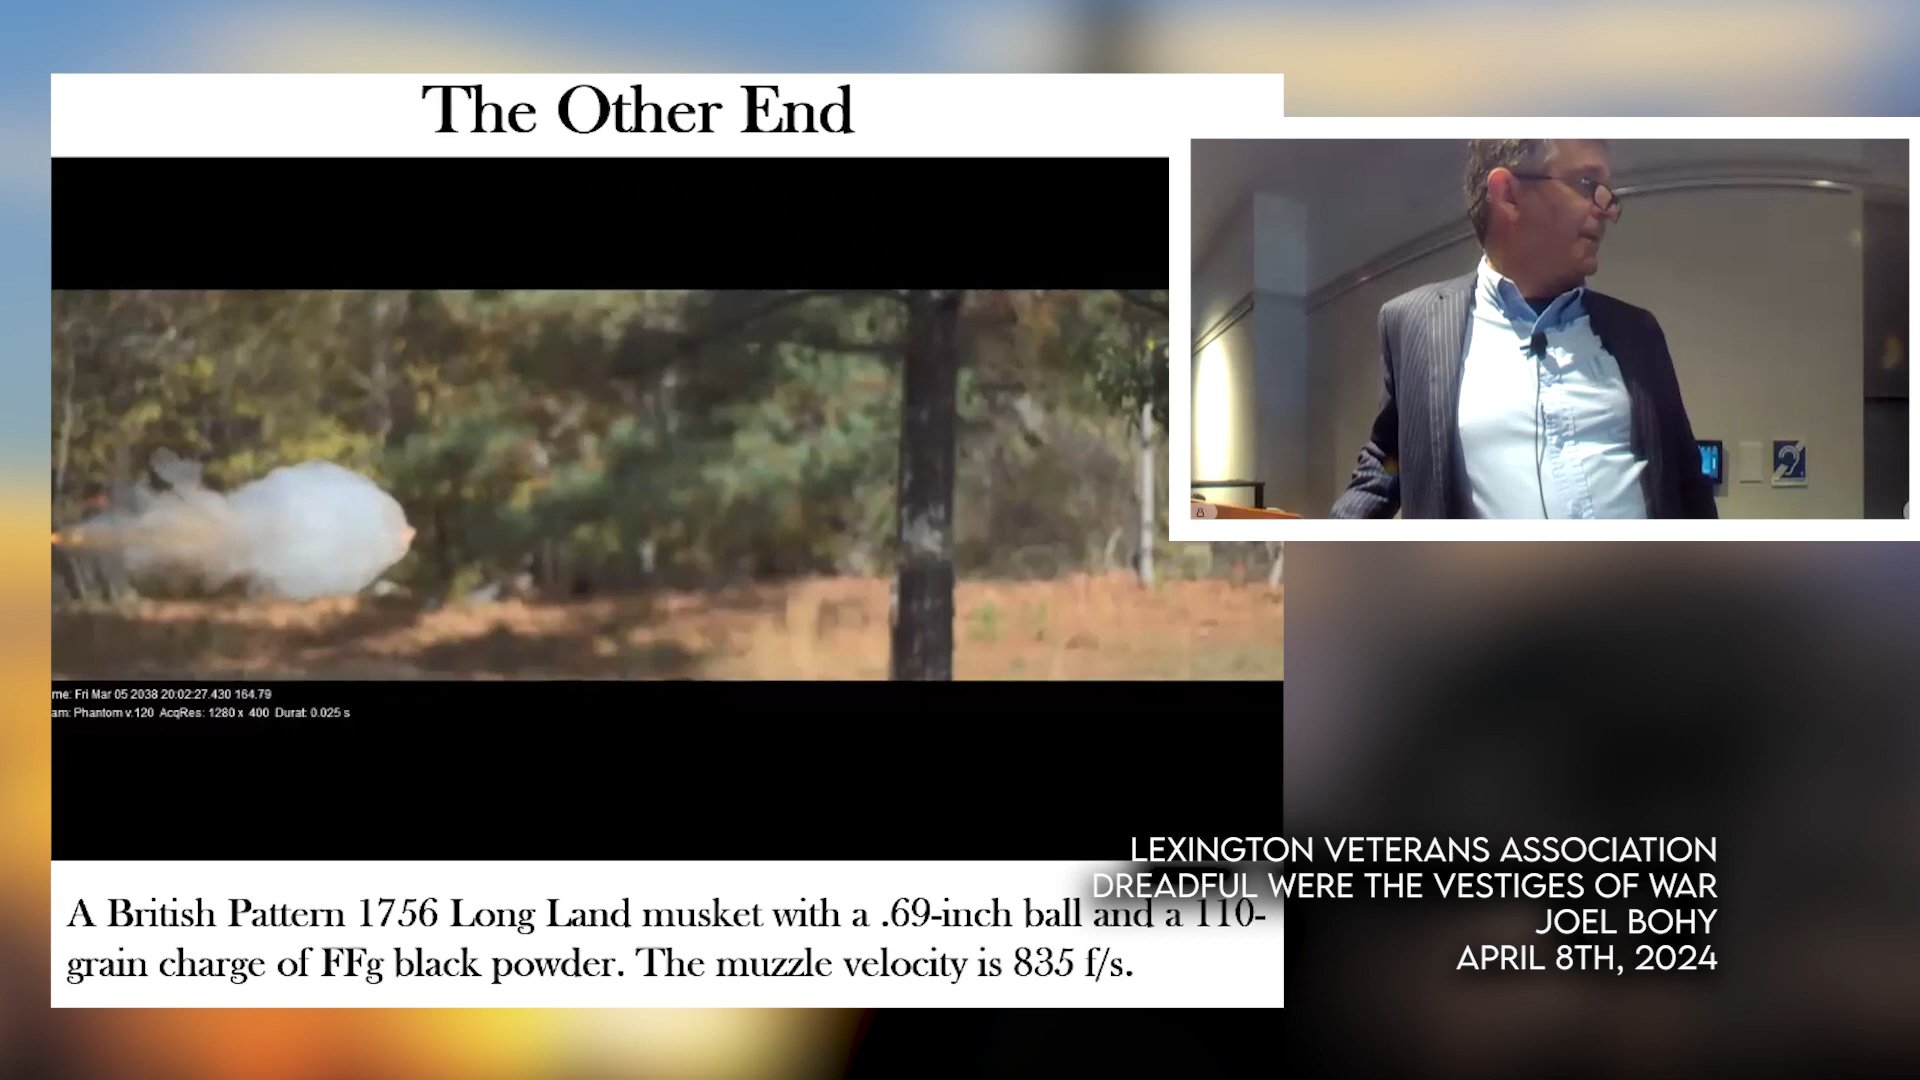 The Other End
me: Fri Mar 05 2038 20:02:27.430 164.79
am: Phantom v.120 AcqRes: 1280 x 400 Durat: 0.025 s
A British Pattern 1756 Long Land musket with a .69-inch ball and a 110-
grain charge of FFg black powder. The muzzle velocity is 835 f/s.
LEXINGTON VETERANS ASSOCIATION
DREADFUL WERE THE VESTIGES OF WAR
JOEL BOHY
APRIL 8TH, 2024